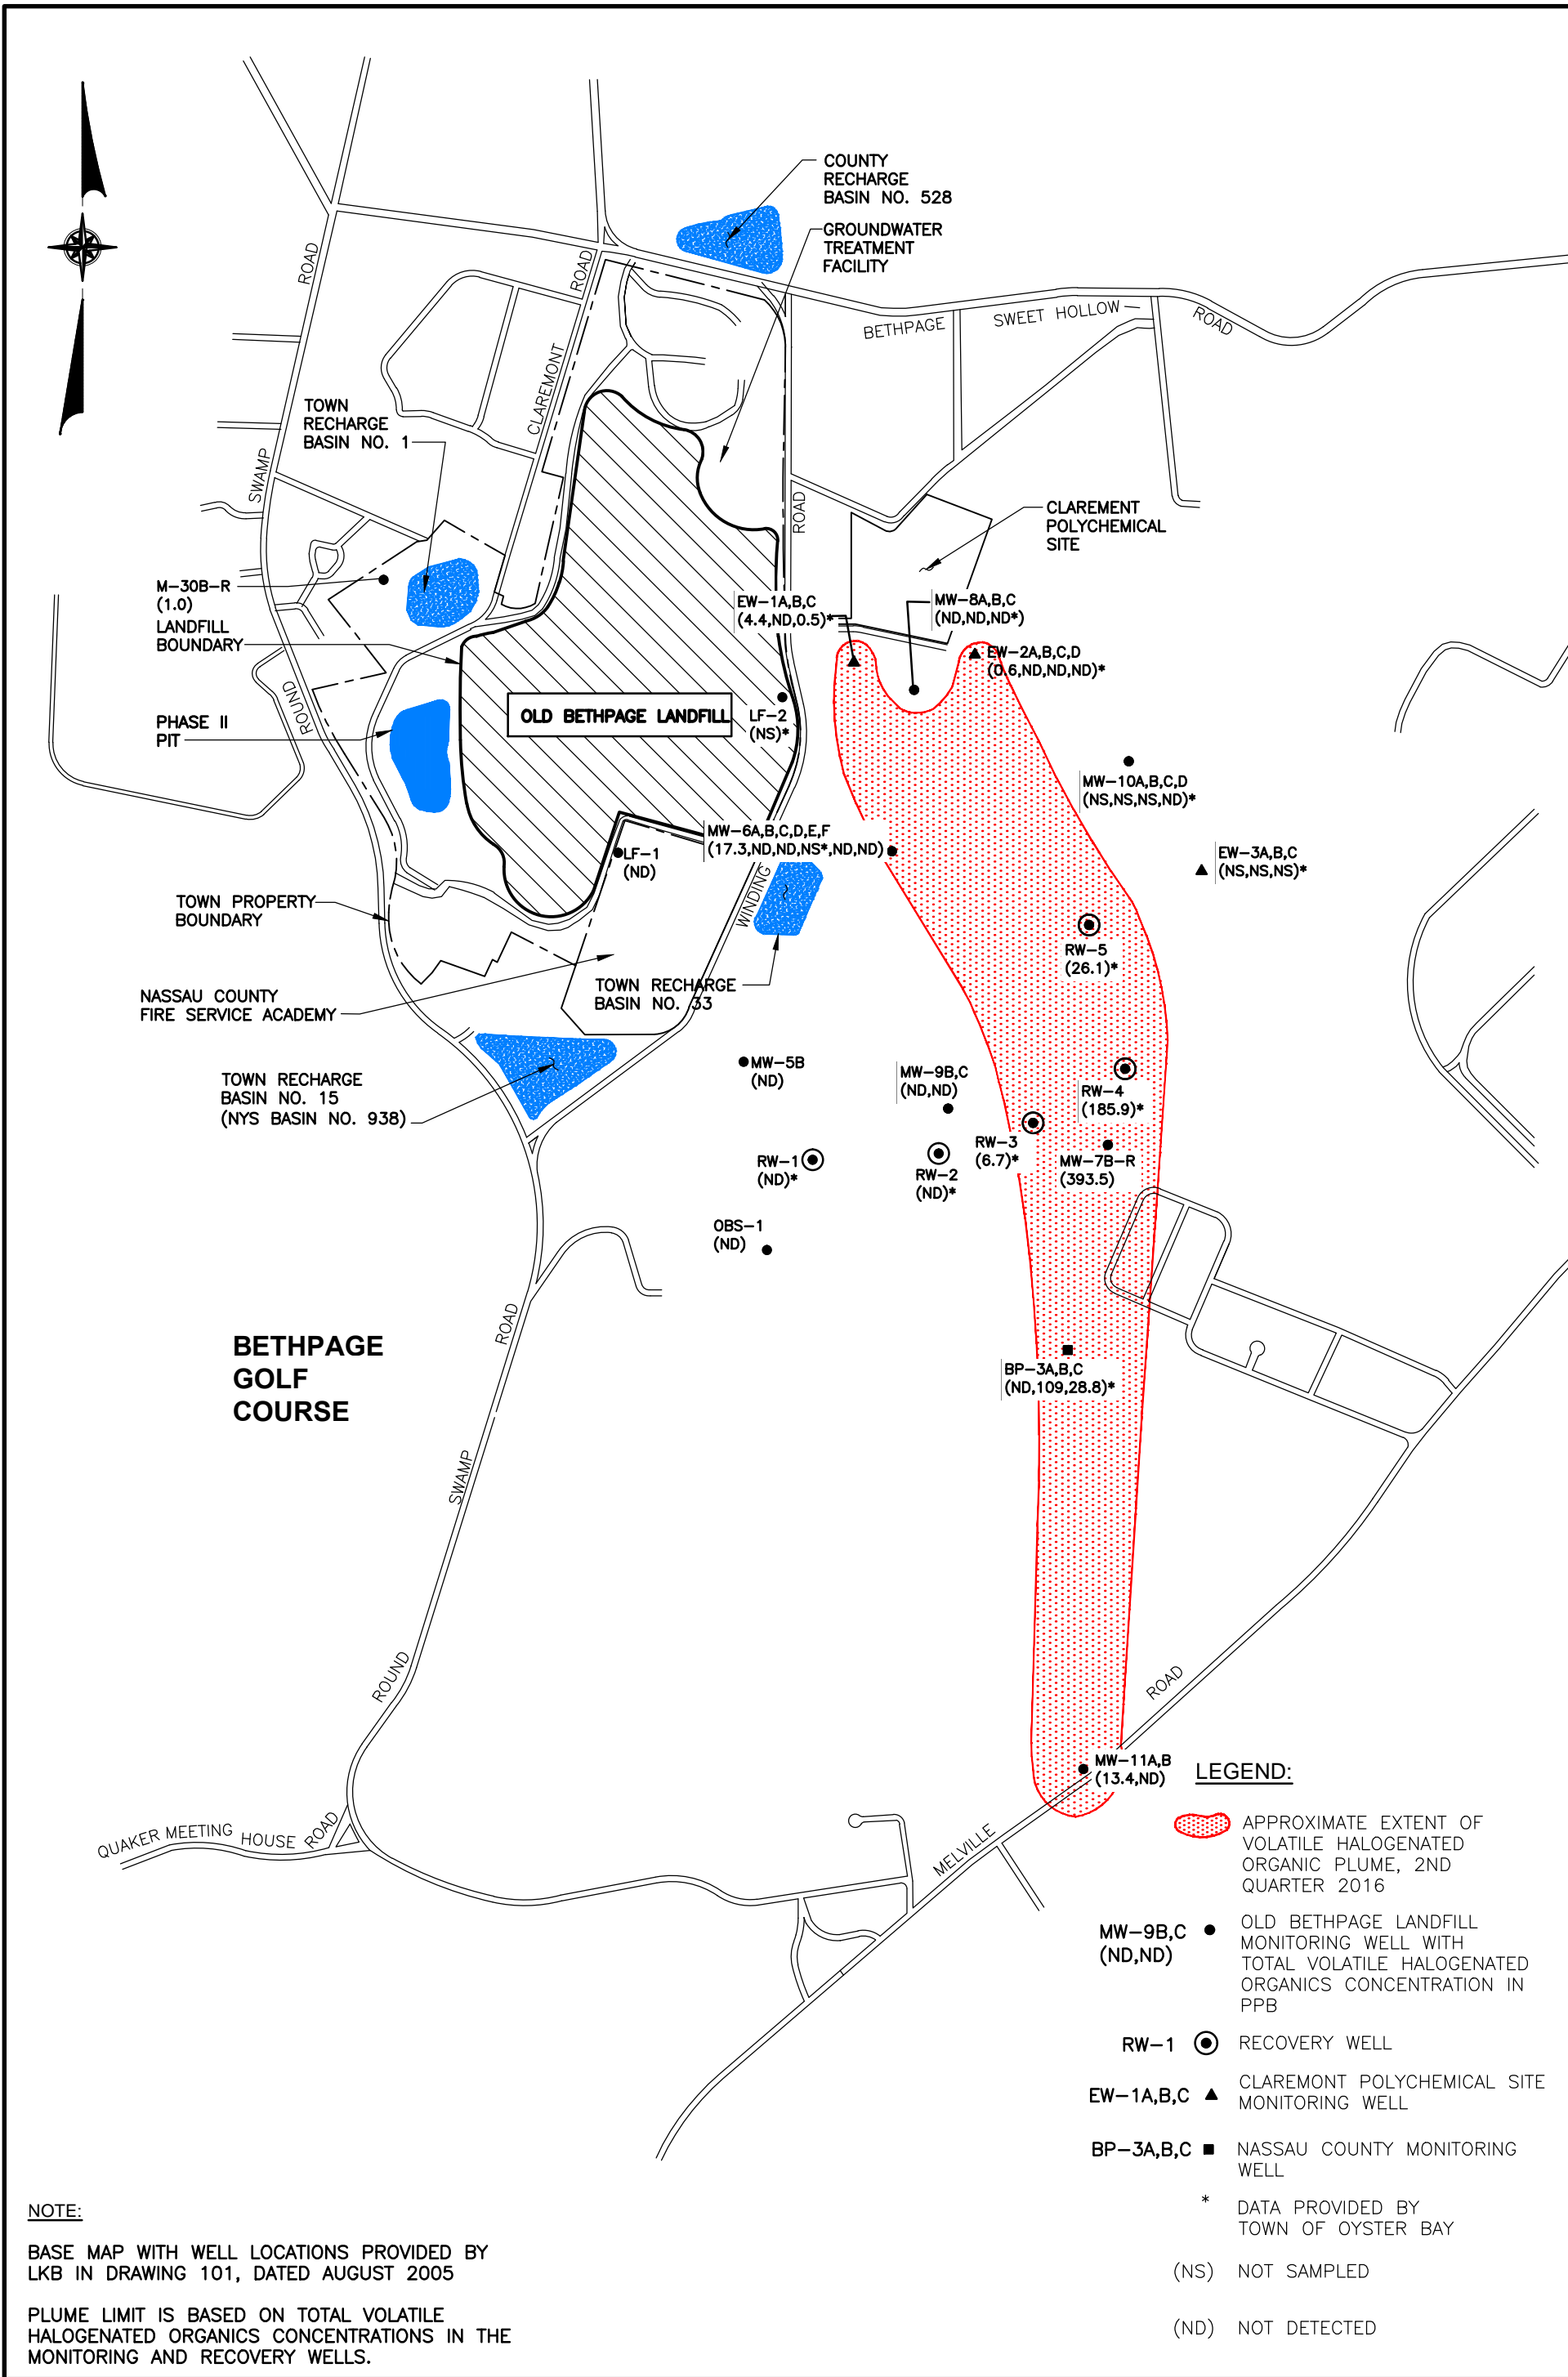 COUNTY
RECHARGE
BASIN NO. 528
GROUNDWATER
TREATMENT
FACILITY
ROAD
ROAD
BETHPAGE
SWEET HOLLOW
ROAD
CLAREMONT
TOWN
RECHARGE
BASIN NO. 1
SWAMP
ROAD
CLAREMENT
POLYCHEMICAL
SITE
M-30B-R
(1.0)
LANDFILL
BOUNDARY
EW-1A,B,C
(4.4,ND,0.5)*
MW-8A,B,C
(ND,ND,ND*)
EW-2A,B,C,D
(0.6,ND,ND,ND)*
ROUND
PHASE II
PIT
OLD BETHPAGE LANDFILL
LF-2
(NS)*
MW-10A,B,C,D
(NS,NS,NS,ND)*
MW-6A,B,C,D,E,F
(17.3,ND,ND,NS*,ND,ND)
LF-1
(ND)
EW-3A,B,C
(NS,NS,NS)*
WINDING
TOWN PROPERTY
BOUNDARY
RW-5
(26.1)*
NASSAU COUNTY
FIRE SERVICE ACADEMY
TOWN RECHARGE
BASIN NO. 33
MW-5B
(ND)
MW-9B,C
(ND,ND)
TOWN RECHARGE
BASIN NO. 15
(NYS BASIN NO. 938)
RW-4
(185.9)*
RW-3
(6.7)*
MW-7B-R
(393.5)
RW-1
(ND)*
RW-2
(ND)*
OBS-1
(ND)
ROAD
BETHPAGE
GOLF
COURSE
BP-3A,B,C
(ND,109,28.8)*
SWAMP
ROUND
ROAD
MW-11A,B
(13.4,ND)
QUAKER MEETING HOUSE ROAD
MELVILLE
LEGEND:
APPROXIMATE EXTENT OF
VOLATILE HALOGENATED
ORGANIC PLUME, 2ND
QUARTER 2016
MW-9B,C
(ND,ND)
OLD BETHPAGE LANDFILL
MONITORING WELL WITH
TOTAL VOLATILE HALOGENATED
ORGANICS CONCENTRATION IN
PPB
RW-1
RECOVERY WELL
EW-1A,B,C
CLAREMONT POLYCHEMICAL SITE
MONITORING WELL
BP-3A,B,C
NASSAU COUNTY MONITORING
WELL
* DATA PROVIDED BY
TOWN OF OYSTER BAY
(NS) NOT SAMPLED
(ND) NOT DETECTED
NOTE:
BASE MAP WITH WELL LOCATIONS PROVIDED BY
LKB IN DRAWING 101, DATED AUGUST 2005
PLUME LIMIT IS BASED ON TOTAL VOLATILE
HALOGENATED ORGANICS CONCENTRATIONS IN THE
MONITORING AND RECOVERY WELLS.